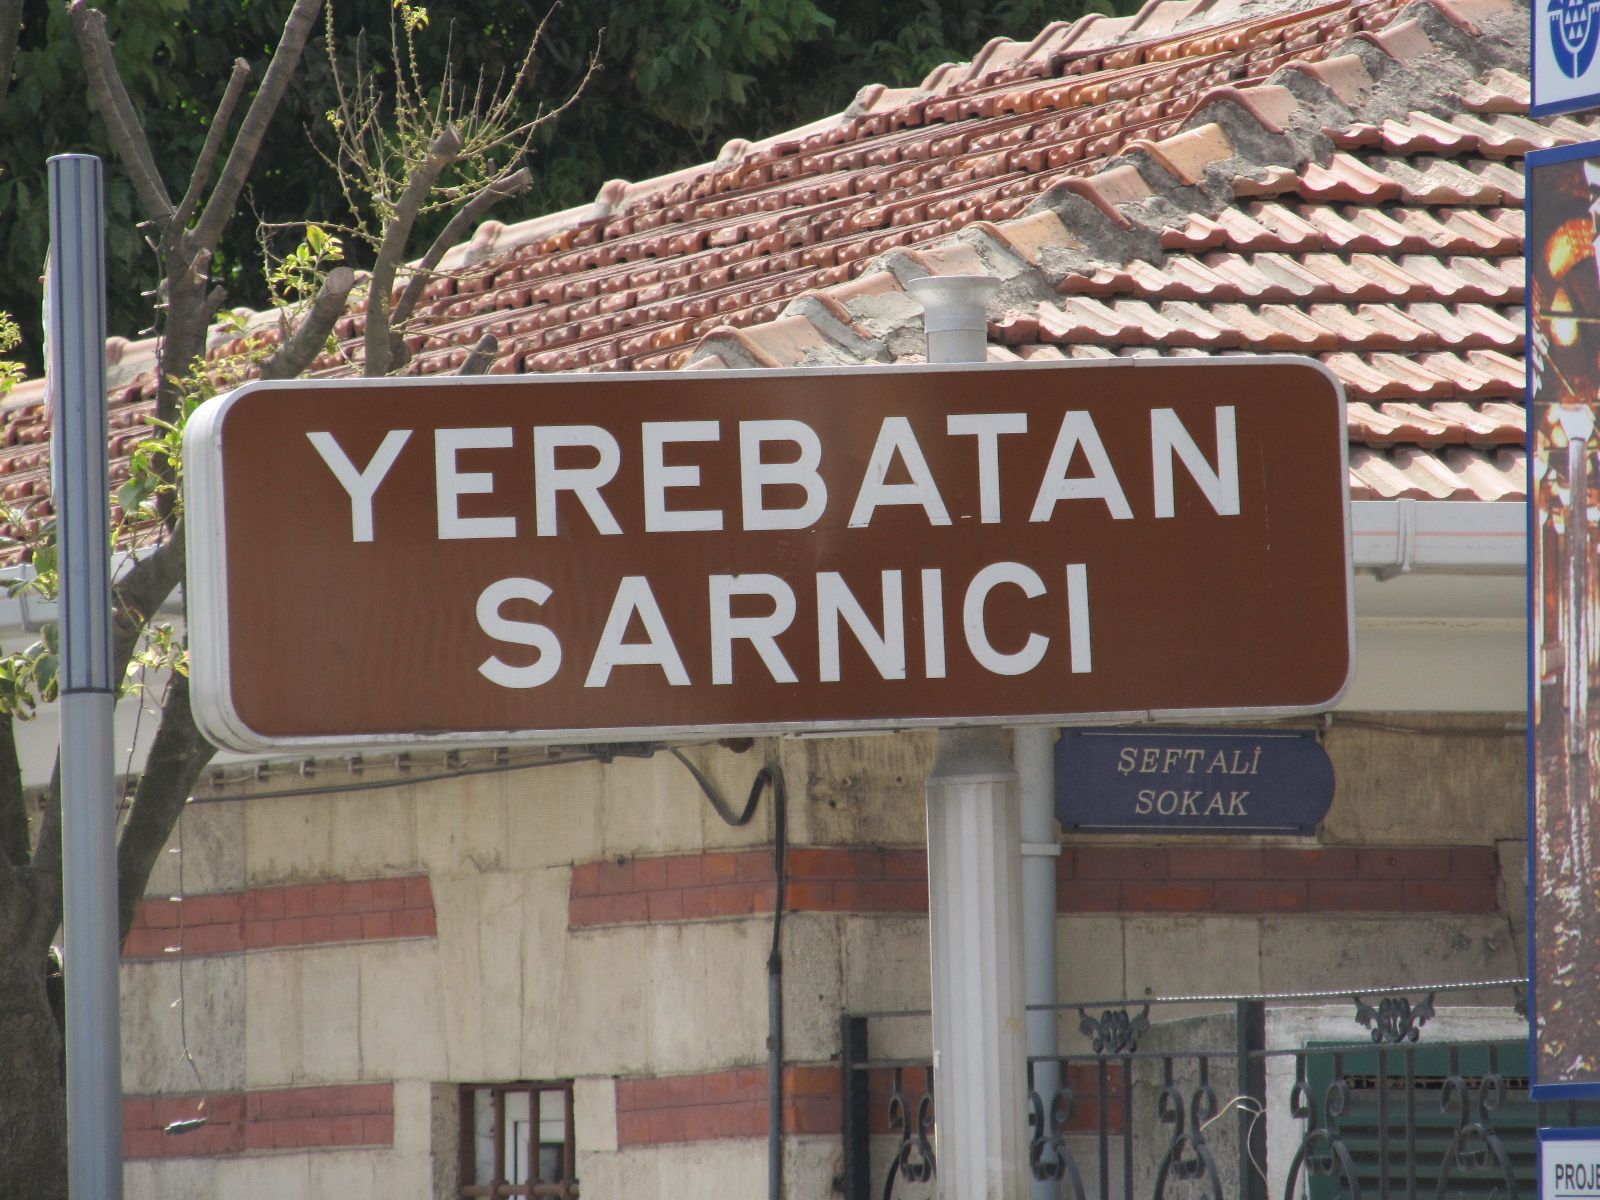 YEREBATAN
SARNICI
ŞEFTALİ
SOKAK